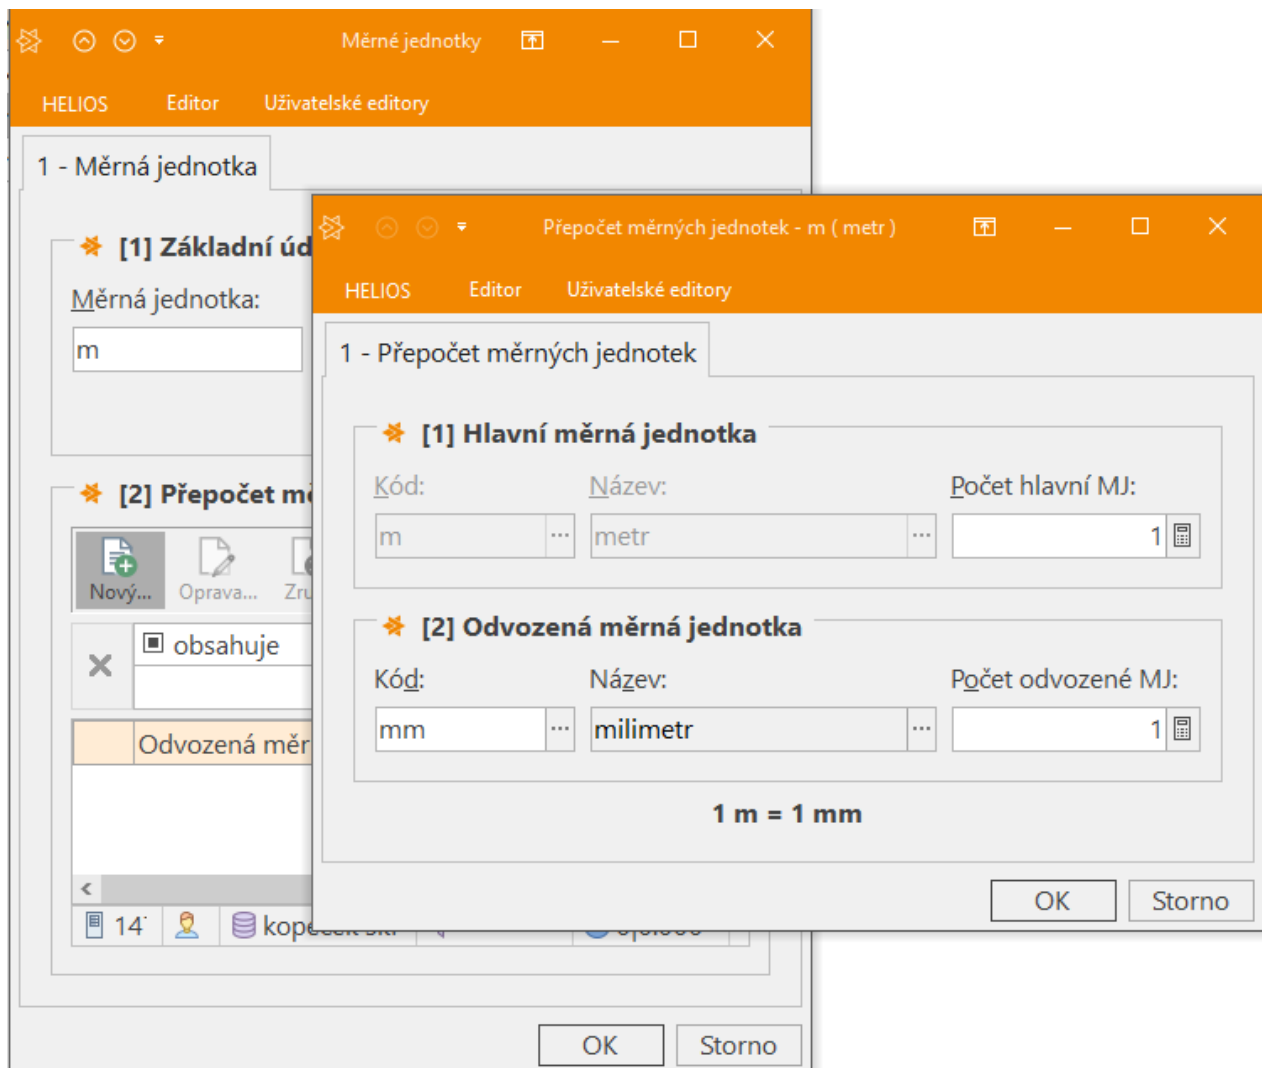 Měrné jednotky
HELIOS Editor Uživatelské editory
1 - Měrná jednotka
[1] Základní úd
Měrná jednotka:
m
[2] Přepočet mě
Nový... Oprava... Zru
obsahuje
Odvozená měr
14
OK Storno
Přepočet měrných jednotek - m ( metr )
HELIOS Editor Uživatelské editory
1 - Přepočet měrných jednotek
[1] Hlavní měrná jednotka
Kód: Název: Počet hlavní MJ:
m ... metr ... 1
[2] Odvozená měrná jednotka
Kód: Název: Počet odvozené MJ:
mm ... milimetr ... 1
1 m = 1 mm
OK Storno